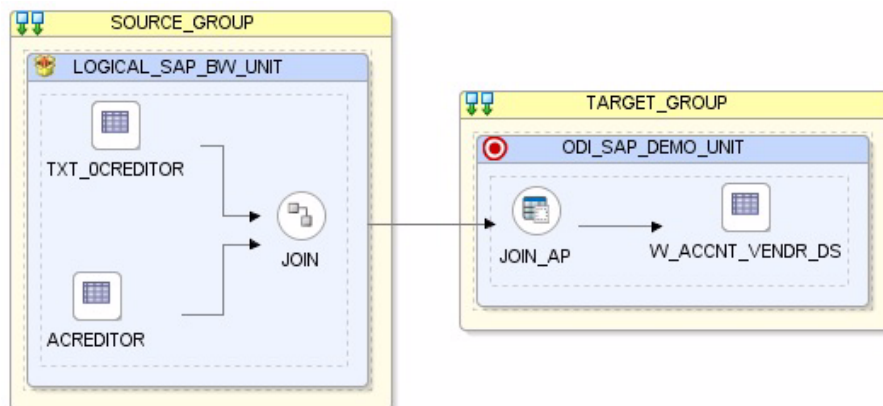 SOURCE_GROUP
LOGICAL_SAP_BW_UNIT
TXT_0CREDITOR
JOIN
ACREDITOR
TARGET_GROUP
ODI_SAP_DEMO_UNIT
JOIN_AP
W_ACCNT_VENDR_DS